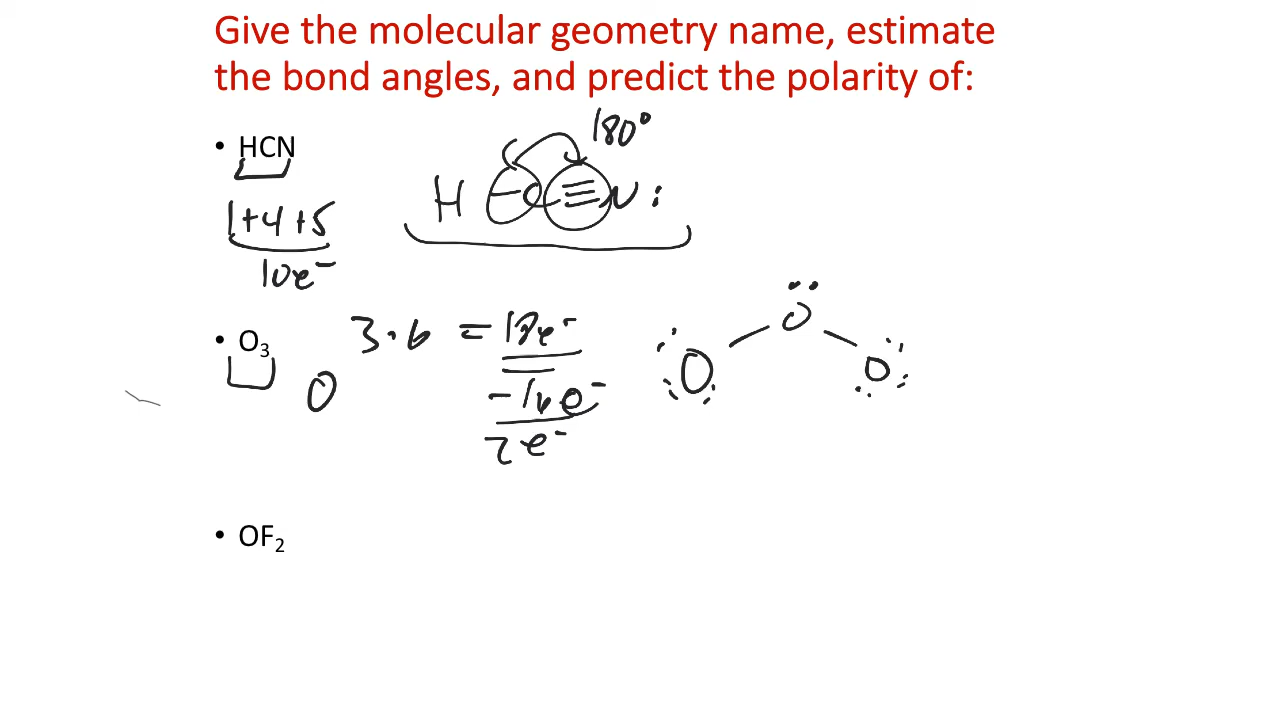 Give the molecular geometry name, estimate
the bond angles, and predict the polarity of:
180°
• HCN
H – C ≡ N :
1+4+5
10e⁻
• O₃
3·6 = 18e⁻
O
O
O
O
-16e⁻
2e⁻
• OF₂